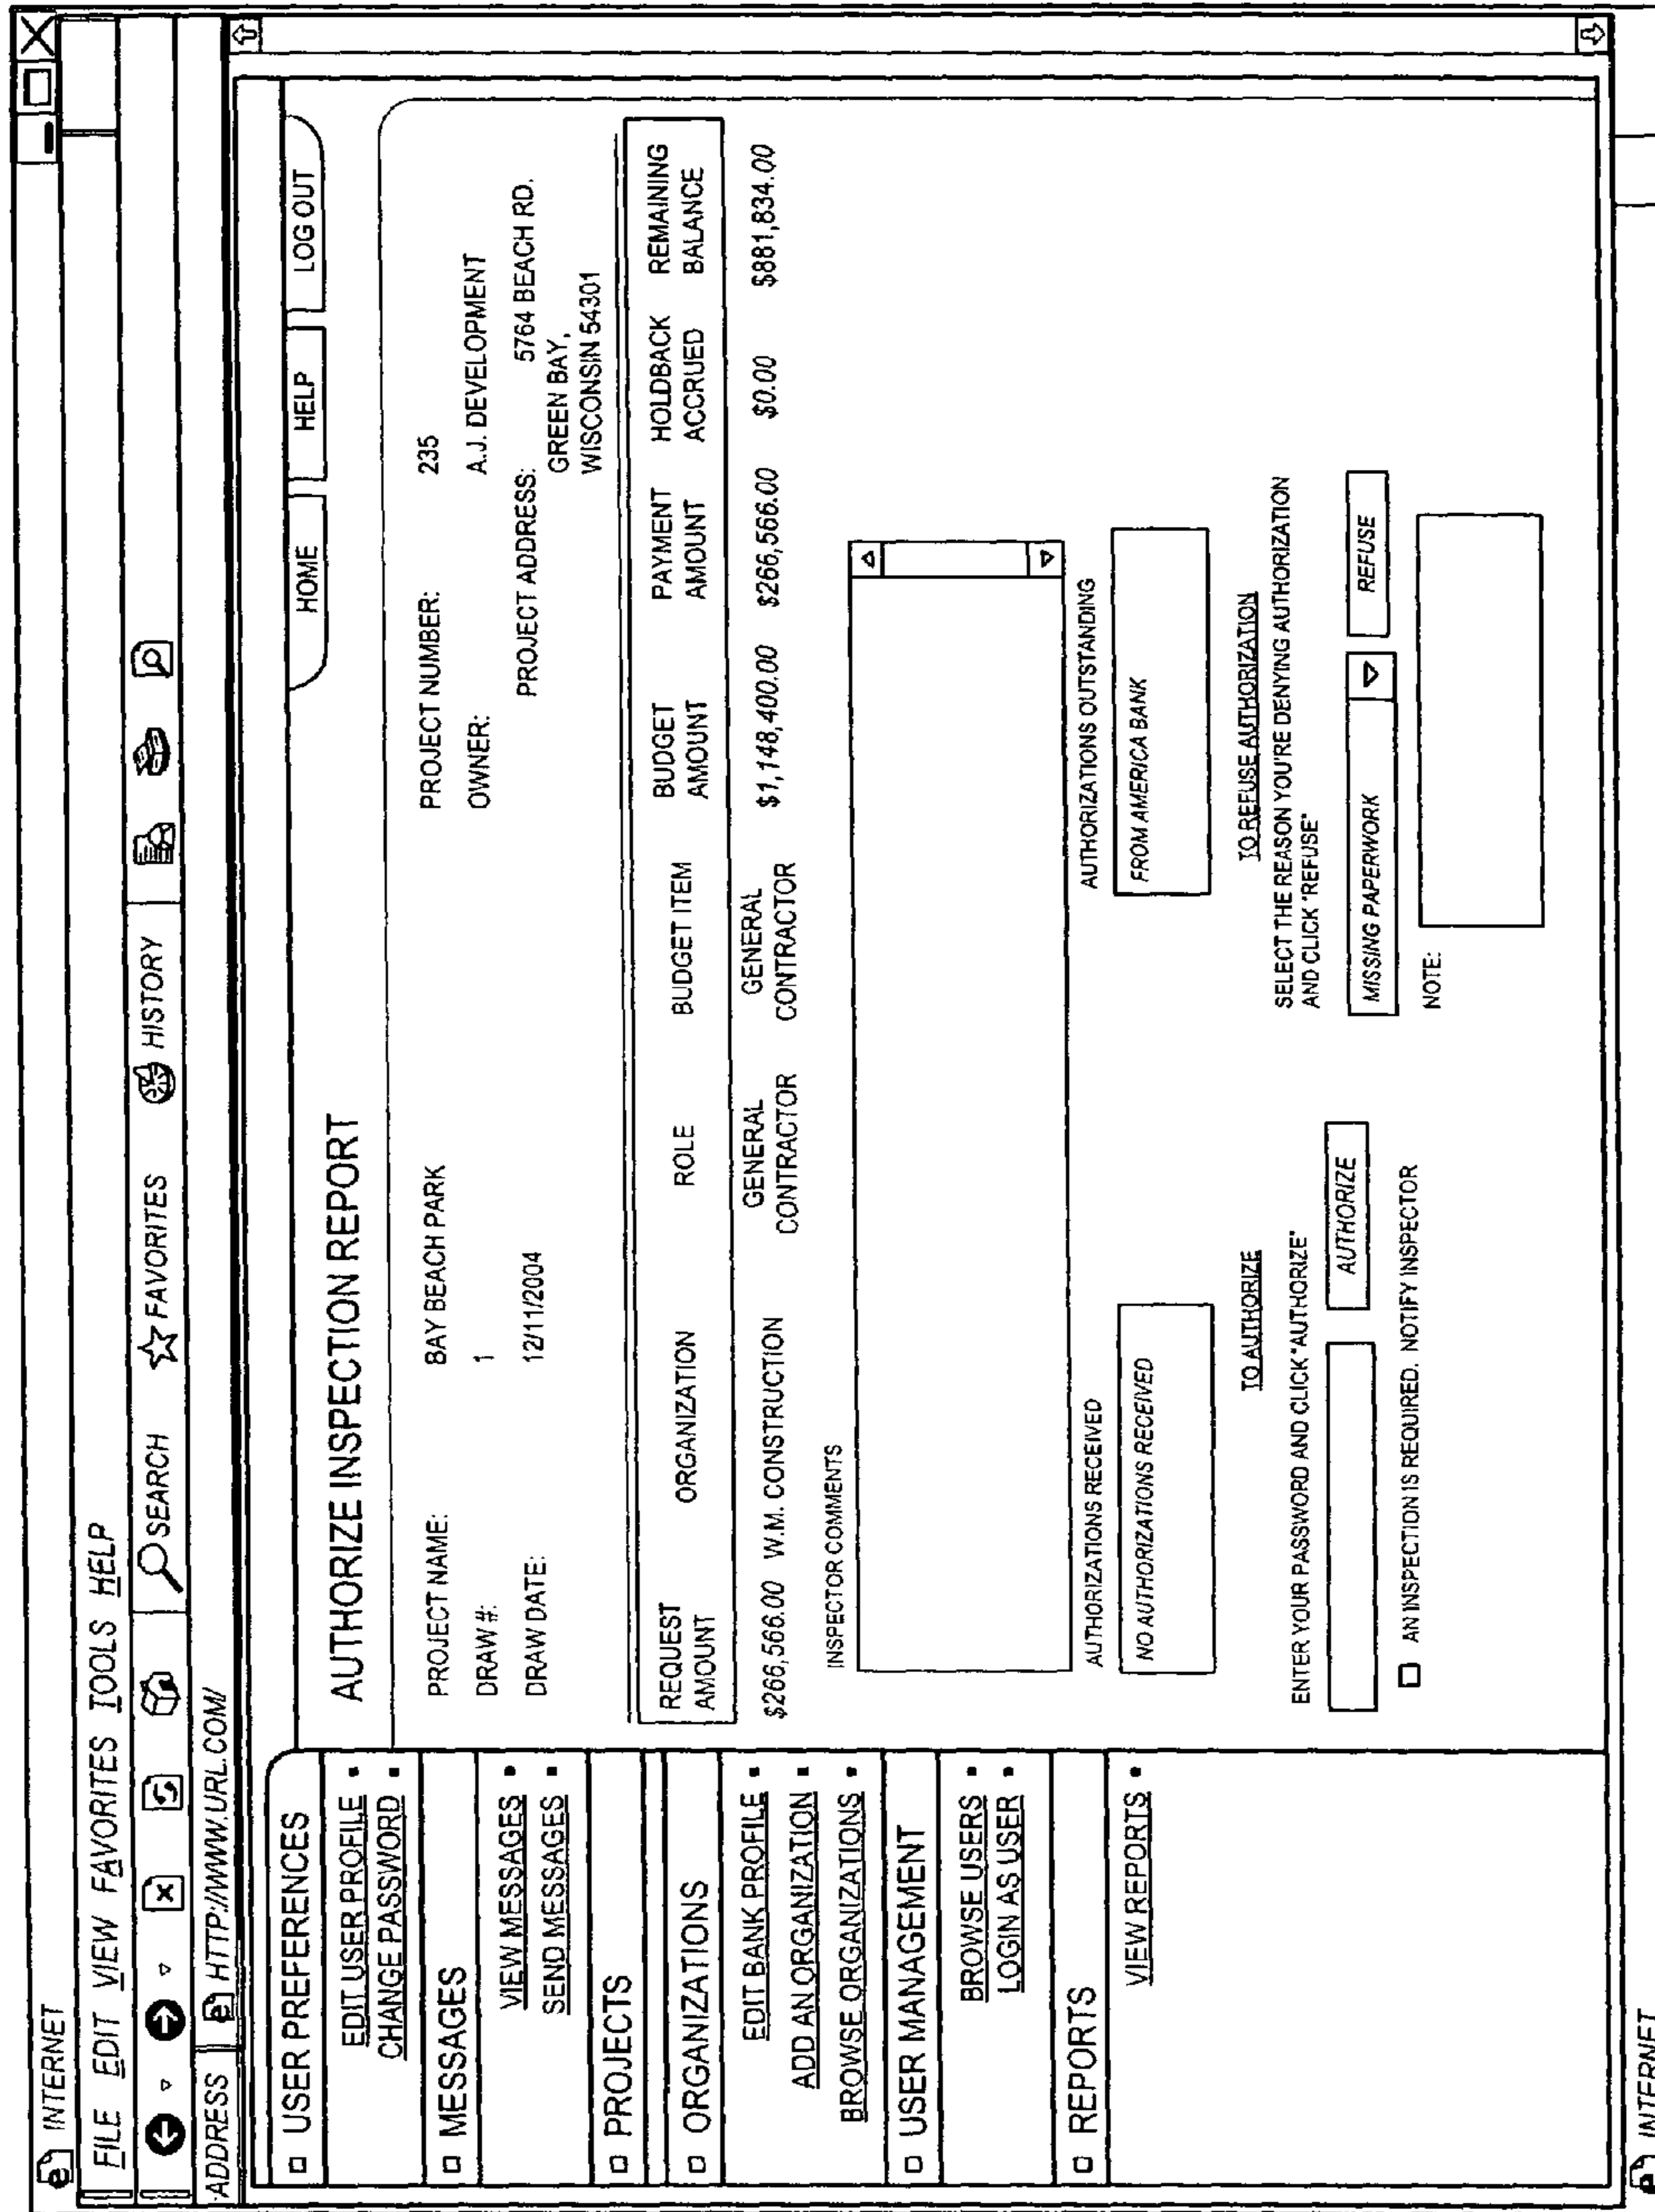 INTERNET
FILE EDIT VIEW FAVORITES TOOLS HELP
SEARCH FAVORITES HISTORY
ADDRESS HTTP://WWW.URL.COM/
HOME HELP LOG OUT
USER PREFERENCES
EDIT USER PROFILE
CHANGE PASSWORD
MESSAGES
VIEW MESSAGES
SEND MESSAGES
PROJECTS
ORGANIZATIONS
EDIT BANK PROFILE
ADD AN ORGANIZATION
BROWSE ORGANIZATIONS
USER MANAGEMENT
BROWSE USERS
LOGIN AS USER
REPORTS
VIEW REPORTS
AUTHORIZE INSPECTION REPORT
PROJECT NAME: BAY BEACH PARK PROJECT NUMBER: 235
DRAW #: 1 OWNER: A.J. DEVELOPMENT
DRAW DATE: 12/11/2004 PROJECT ADDRESS: 5764 BEACH RD.
GREEN BAY,
WISCONSIN 54301
REQUEST ORGANIZATION ROLE BUDGET ITEM BUDGET PAYMENT HOLDBACK REMAINING
AMOUNT AMOUNT AMOUNT ACCRUED BALANCE
$266,566.00 W.M. CONSTRUCTION GENERAL GENERAL $1,148,400.00 $266,566.00 $0.00 $881,834.00
CONTRACTOR CONTRACTOR
INSPECTOR COMMENTS
AUTHORIZATIONS RECEIVED AUTHORIZATIONS OUTSTANDING
NO AUTHORIZATIONS RECEIVED FROM AMERICA BANK
TO AUTHORIZE
ENTER YOUR PASSWORD AND CLICK "AUTHORIZE"
AUTHORIZE
AN INSPECTION IS REQUIRED. NOTIFY INSPECTOR
TO REFUSE AUTHORIZATION
SELECT THE REASON YOU'RE DENYING AUTHORIZATION
AND CLICK "REFUSE"
MISSING PAPERWORK REFUSE
NOTE:
INTERNET